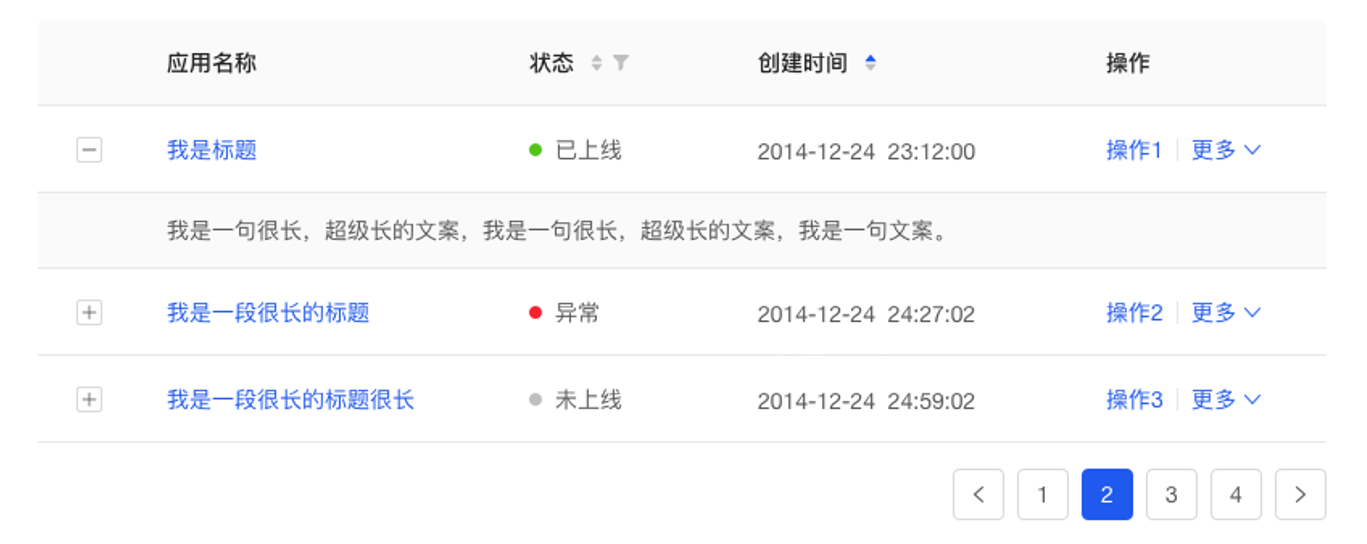 应用名称 状态 创建时间 操作
我是标题 已上线 2014-12-24 23:12:00 操作1 更多
我是一句很长，超级长的文案，我是一句很长，超级长的文案，我是一句文案。
我是一段很长的标题 异常 2014-12-24 24:27:02 操作2 更多
我是一段很长的标题很长 未上线 2014-12-24 24:59:02 操作3 更多
1 2 3 4